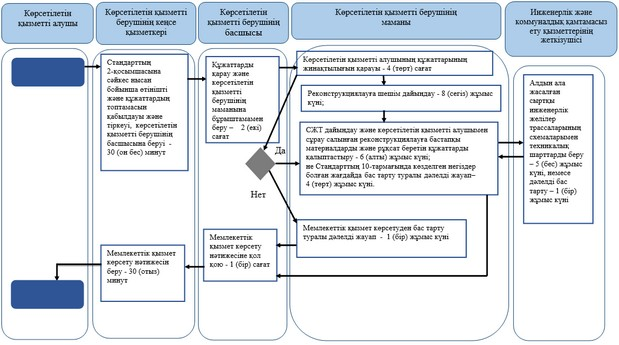 Көрсетілетін
қызметті алушы
Көрсетілетін қызметті
берушінің кеңсе
қызметкері
Көрсетілетін
қызметті берушінің
басшысы
Көрсетілетін қызметті берушінің
маманы
Инженерлік және
коммуналдық қамтамасыз
ету қызметтерінің
жеткізушісі
Стандарттың
2-қосымшасына
сәйкес нысан
бойынша өтінішті
және құжаттардың
топтамасын
қабылдауы және
тіркеуі, көрсетілетін
қызметті берушінің
басшысына беруі -
30 (он бес) минут
Құжаттарды
қарау және
көрсетілетін
қызметті
берушінің
маманына
бұрыштамамен
беру – 2 (екі)
сағат
Көрсетілетін қызметті алушының құжаттарының
жинақтылығын қарауы - 4 (төрт) сағат
Реконструкциялауға шешім дайындау - 8 (сегіз) жұмыс
күні;
СЖТ дайындау және көрсетілетін қызметті алушымен
сұрау салынған реконструкциялауға бастапқы
материалдарды және рұқсат беретін құжаттарды
қалыптастыру - 6 (алты) жұмыс күні;
не Стандарттың 10-тармағында көзделген негіздер
болған жағдайда бас тарту туралы дәлелді жауап–
4 (төрт) жұмыс күні
Алдын ала
жасалған
сыртқы
инженерлік
желілер
трассаларының
схемаларымен
техникалық
шарттарды беру
– 5 (бес) жұмыс
күні, немесе
дәлелді бас
тарту – 1 (бір)
жұмыс күні
Да
Нет
Мемлекеттік қызмет көрсетуден бас тарту
туралы дәлелді жауап - 1 (бір) жұмыс күні
Мемлекеттік
қызмет көрсету
нәтижесіне қол
қою - 1 (бір) сағат
Мемлекеттік қызмет
көрсету нәтижесін
беру - 30 (отыз)
минут